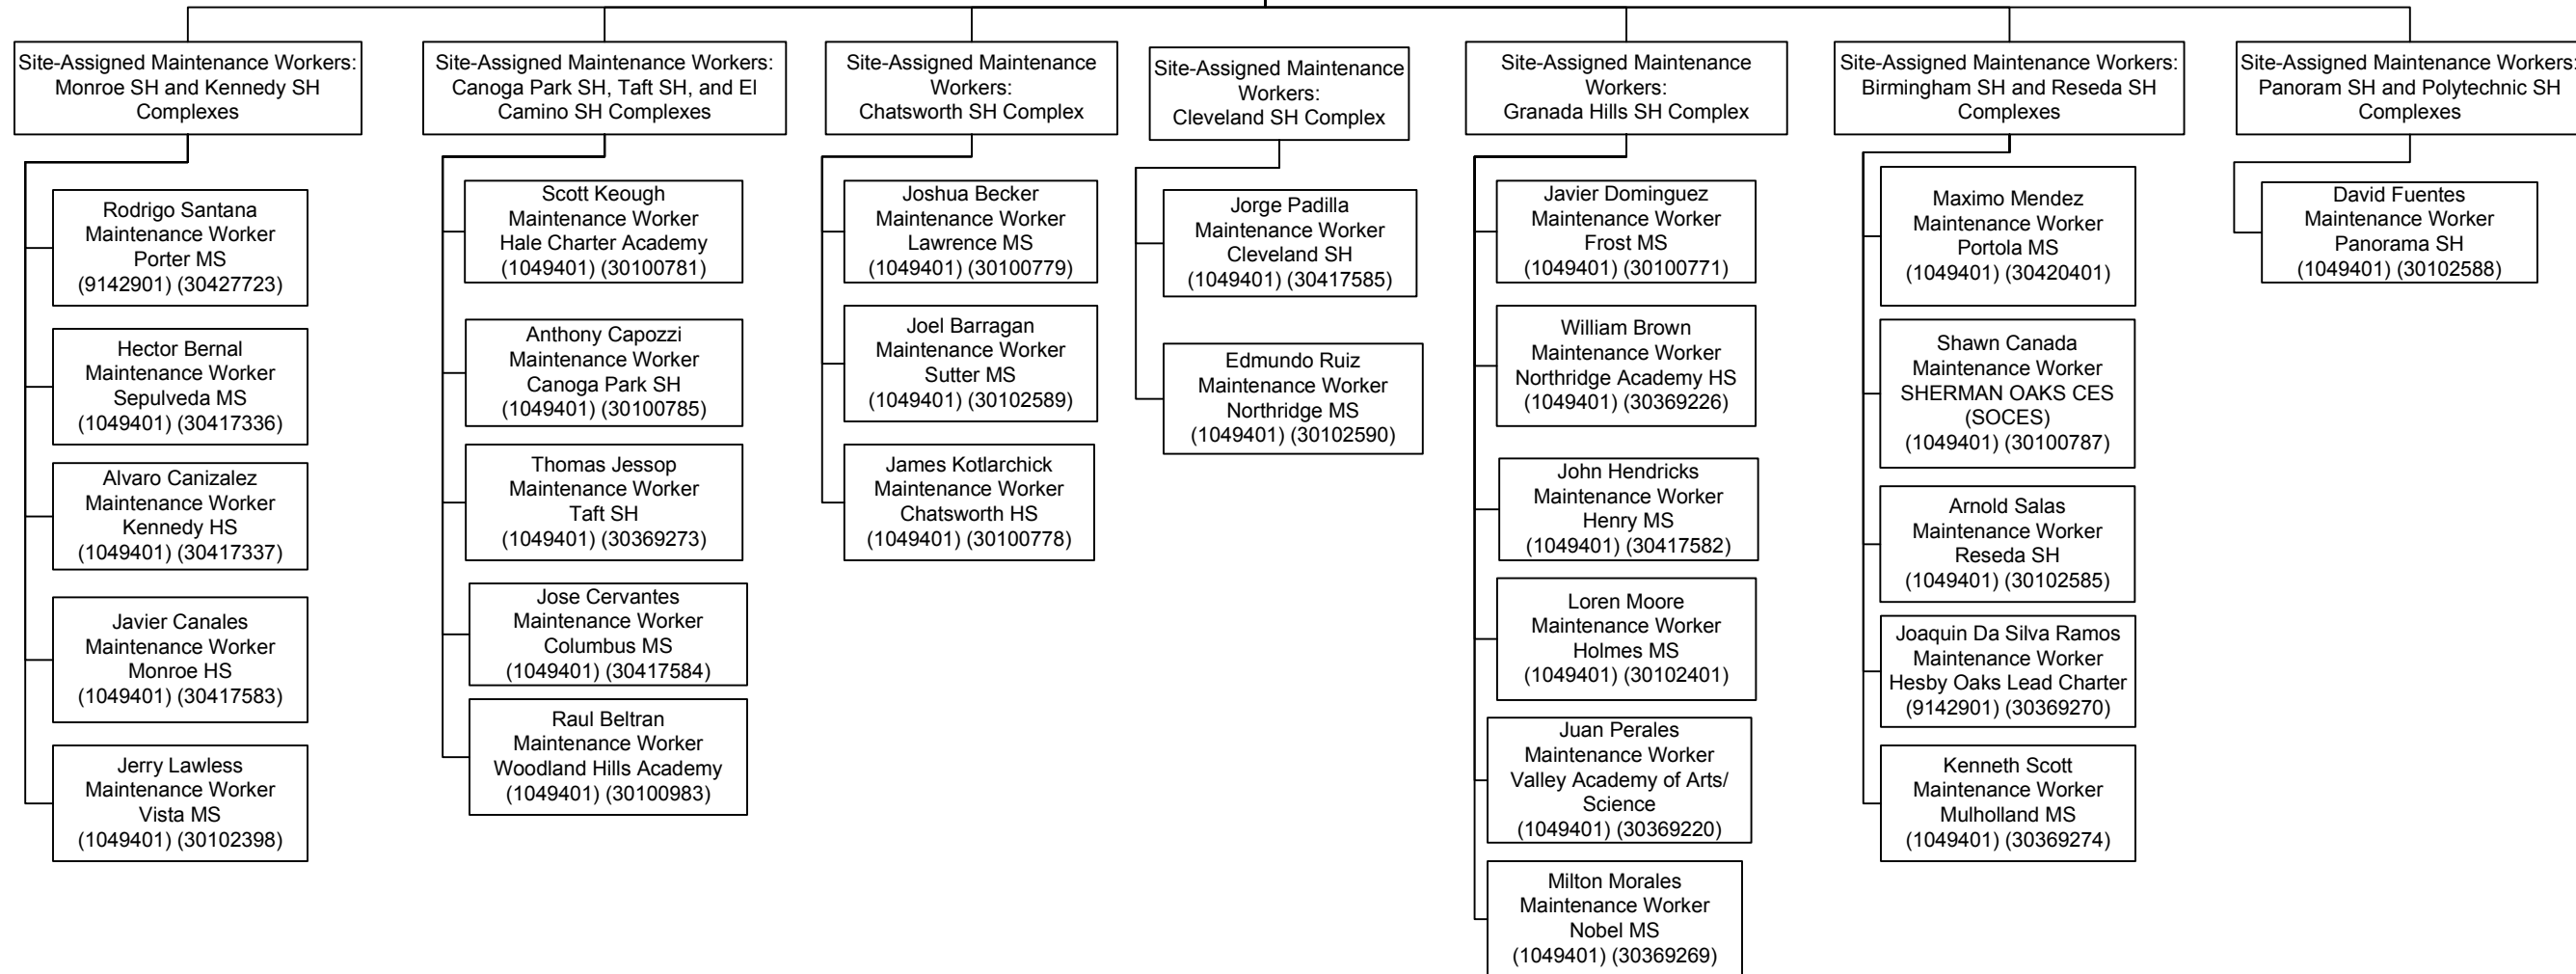 Site-Assigned Maintenance Workers:
Monroe SH and Kennedy SH
Complexes
Rodrigo Santana
Maintenance Worker
Porter MS
(9142901) (30427723)
Hector Bernal
Maintenance Worker
Sepulveda MS
(1049401) (30417336)
Alvaro Canizalez
Maintenance Worker
Kennedy HS
(1049401) (30417337)
Javier Canales
Maintenance Worker
Monroe HS
(1049401) (30417583)
Jerry Lawless
Maintenance Worker
Vista MS
(1049401) (30102398)
Site-Assigned Maintenance Workers:
Canoga Park SH, Taft SH, and El
Camino SH Complexes
Scott Keough
Maintenance Worker
Hale Charter Academy
(1049401) (30100781)
Anthony Capozzi
Maintenance Worker
Canoga Park SH
(1049401) (30100785)
Thomas Jessop
Maintenance Worker
Taft SH
(1049401) (30369273)
Jose Cervantes
Maintenance Worker
Columbus MS
(1049401) (30417584)
Raul Beltran
Maintenance Worker
Woodland Hills Academy
(1049401) (30100983)
Site-Assigned Maintenance
Workers:
Chatsworth SH Complex
Joshua Becker
Maintenance Worker
Lawrence MS
(1049401) (30100779)
Joel Barragan
Maintenance Worker
Sutter MS
(1049401) (30102589)
James Kotlarchick
Maintenance Worker
Chatsworth HS
(1049401) (30100778)
Site-Assigned Maintenance
Workers:
Cleveland SH Complex
Jorge Padilla
Maintenance Worker
Cleveland SH
(1049401) (30417585)
Edmundo Ruiz
Maintenance Worker
Northridge MS
(1049401) (30102590)
Site-Assigned Maintenance
Workers:
Granada Hills SH Complex
Javier Dominguez
Maintenance Worker
Frost MS
(1049401) (30100771)
William Brown
Maintenance Worker
Northridge Academy HS
(1049401) (30369226)
John Hendricks
Maintenance Worker
Henry MS
(1049401) (30417582)
Loren Moore
Maintenance Worker
Holmes MS
(1049401) (30102401)
Juan Perales
Maintenance Worker
Valley Academy of Arts/
Science
(1049401) (30369220)
Milton Morales
Maintenance Worker
Nobel MS
(1049401) (30369269)
Site-Assigned Maintenance Workers:
Birmingham SH and Reseda SH
Complexes
Maximo Mendez
Maintenance Worker
Portola MS
(1049401) (30420401)
Shawn Canada
Maintenance Worker
SHERMAN OAKS CES
(SOCES)
(1049401) (30100787)
Arnold Salas
Maintenance Worker
Reseda SH
(1049401) (30102585)
Joaquin Da Silva Ramos
Maintenance Worker
Hesby Oaks Lead Charter
(9142901) (30369270)
Kenneth Scott
Maintenance Worker
Mulholland MS
(1049401) (30369274)
Site-Assigned Maintenance Workers:
Panoram SH and Polytechnic SH
Complexes
David Fuentes
Maintenance Worker
Panorama SH
(1049401) (30102588)